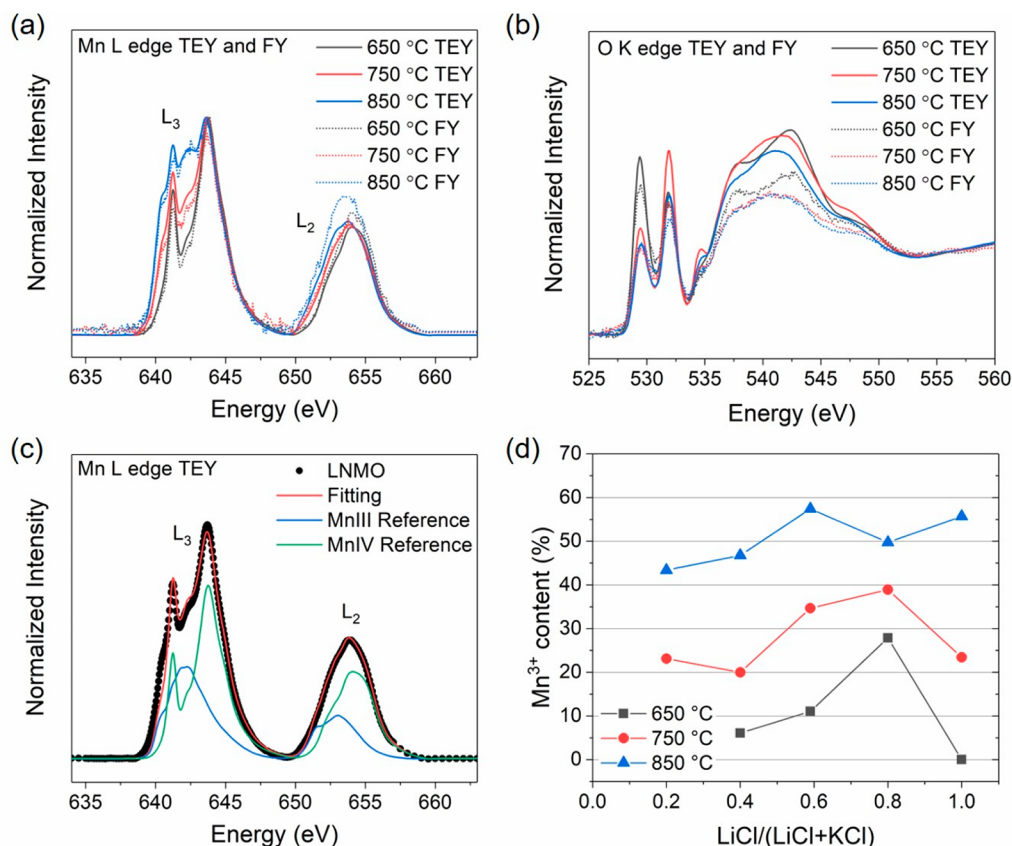 (a)
Mn L edge TEY and FY
650 °C TEY
750 °C TEY
850 °C TEY
650 °C FY
750 °C FY
850 °C FY
L3
L2
Normalized Intensity
635 640 645 650 655 660
Energy (eV)
(b)
O K edge TEY and FY
650 °C TEY
750 °C TEY
850 °C TEY
650 °C FY
750 °C FY
850 °C FY
Normalized Intensity
525 530 535 540 545 550 555 560
Energy (eV)
(c)
Mn L edge TEY
LNMO
Fitting
MnIII Reference
MnIV Reference
L3
L2
Normalized Intensity
635 640 645 650 655 660
Energy (eV)
(d)
70
60
50
40
30
20
10
0
Mn3+ content (%)
650 °C
750 °C
850 °C
0.0 0.2 0.4 0.6 0.8 1.0
LiCl/(LiCl+KCl)